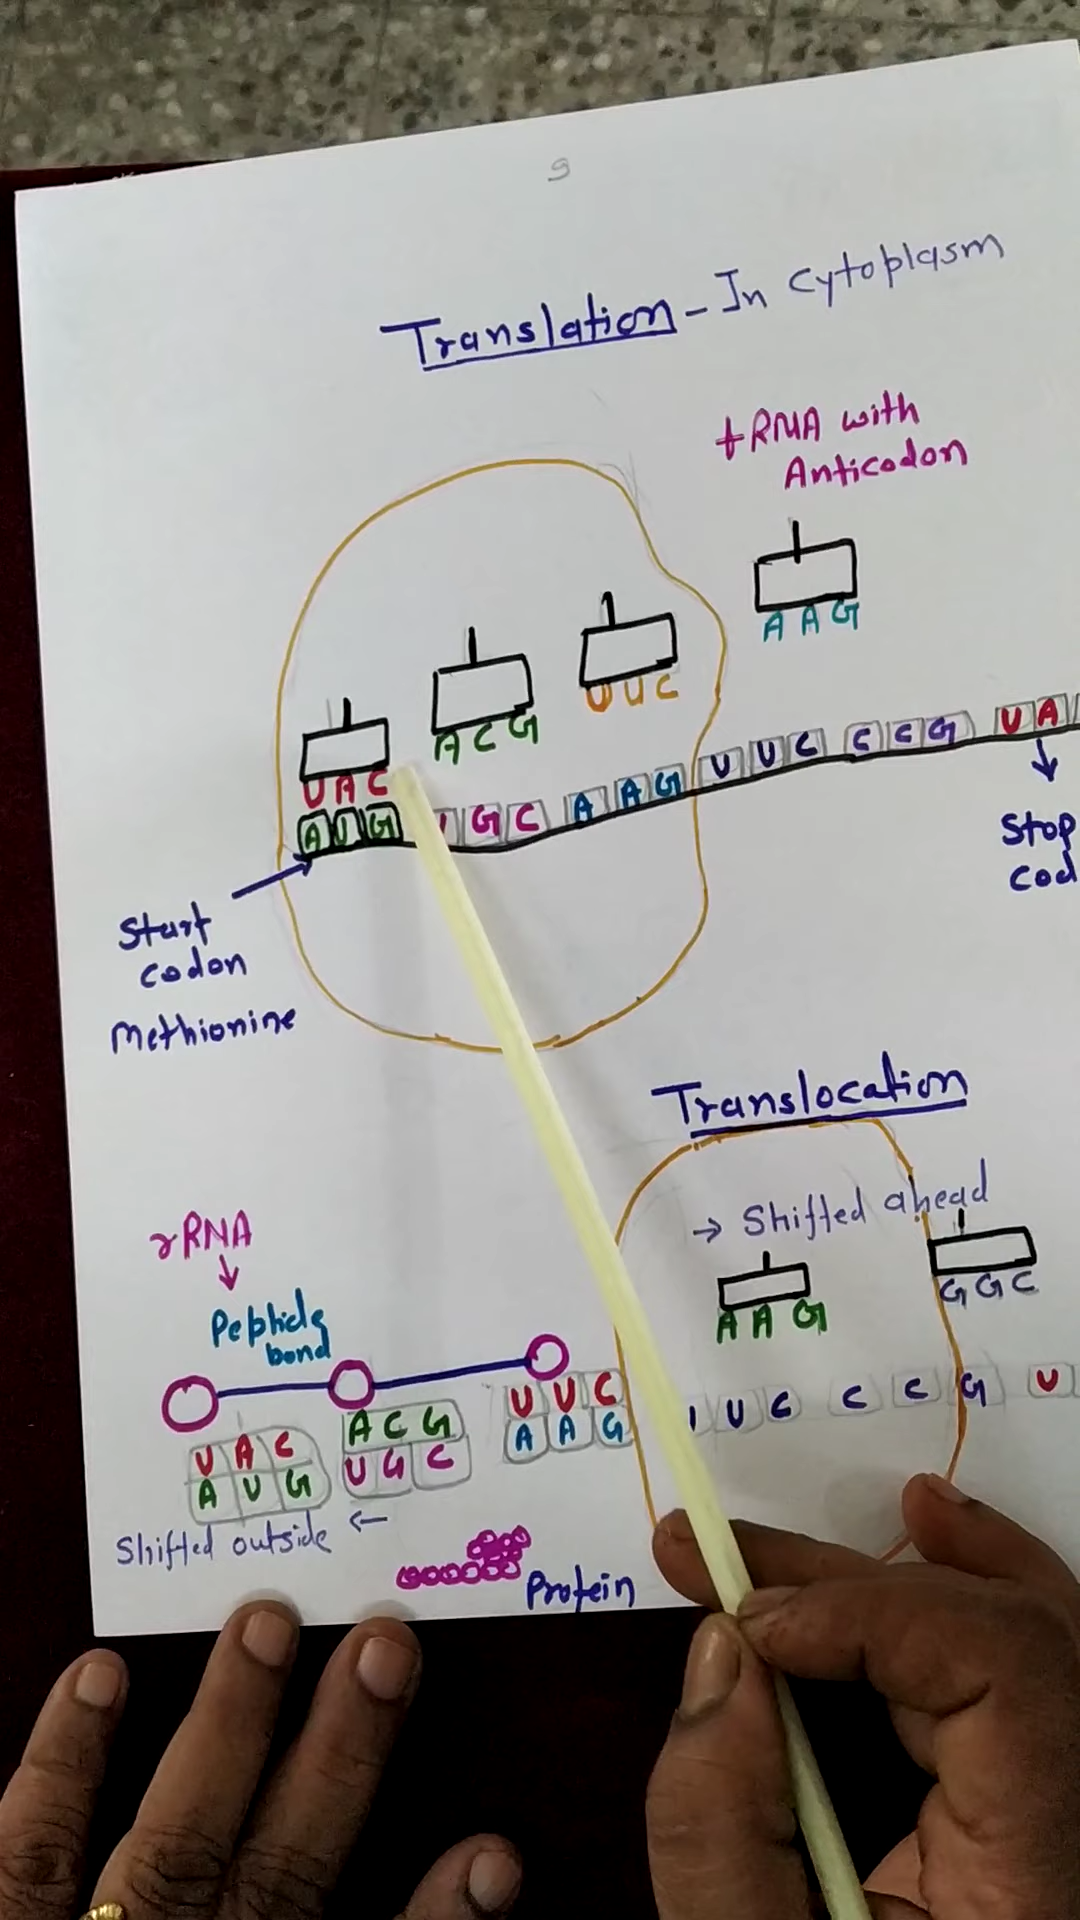 9
Translation - In cytoplasm
tRNA with
Anticodon
A A G
U U C
A C G
U A C
A U G U G C A A G U U C C C G U A
Start
codon
Methionine
Stop
Translocation
→ Shifted ahead
rRNA
Peptide
bond
A A G
G G C
U A C A C G U U C
A U G U G C A A G U C C C G U
Shifted outside ←
Protein